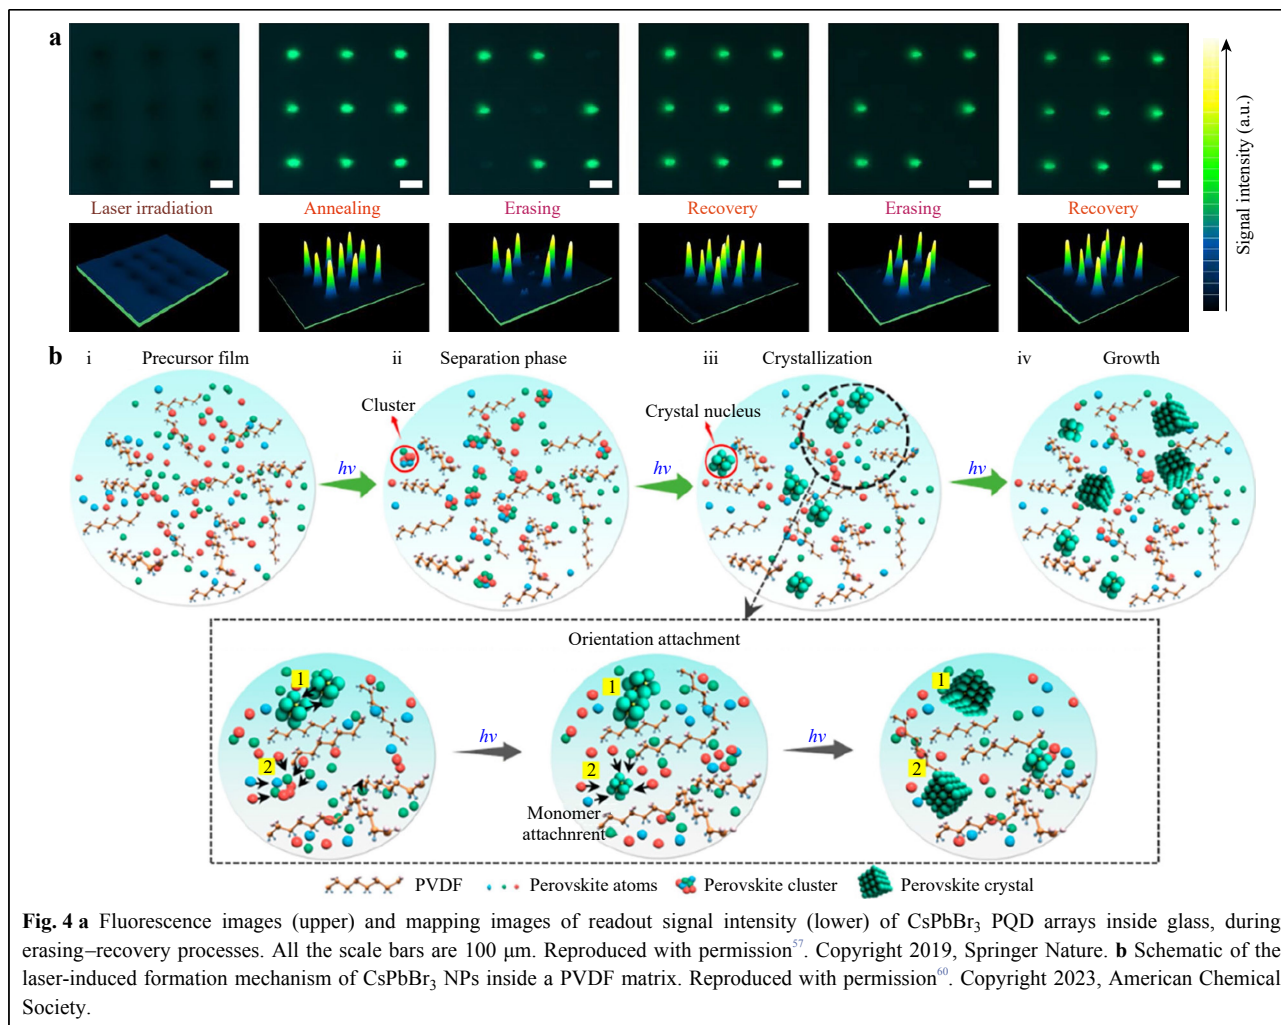 a
Signal intensity (a.u.)
Laser irradiation Annealing Erasing Recovery Erasing Recovery
b i Precursor film ii Separation phase iii Crystallization iv Growth
Cluster
Crystal nucleus
hv hv hv
Orientation attachment
1 1 1
hv hv
2 2 2
Monomer
attachnrent
PVDF Perovskite atoms Perovskite cluster Perovskite crystal
Fig. 4 a Fluorescence images (upper) and mapping images of readout signal intensity (lower) of CsPbBr₃ PQD arrays inside glass, during
erasing–recovery processes. All the scale bars are 100 μm. Reproduced with permission⁵⁷. Copyright 2019, Springer Nature. b Schematic of the
laser-induced formation mechanism of CsPbBr₃ NPs inside a PVDF matrix. Reproduced with permission⁶⁰. Copyright 2023, American Chemical
Society.